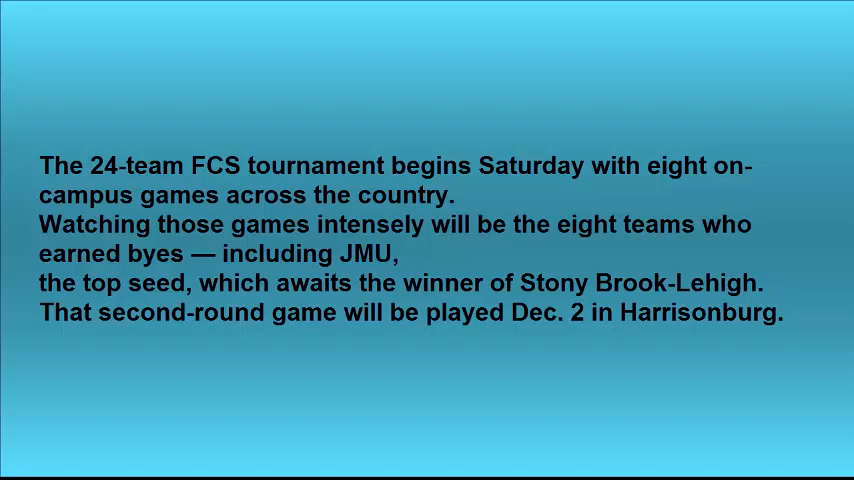 The 24-team FCS tournament begins Saturday with eight on-
campus games across the country.
Watching those games intensely will be the eight teams who
earned byes — including JMU,
the top seed, which awaits the winner of Stony Brook-Lehigh.
That second-round game will be played Dec. 2 in Harrisonburg.